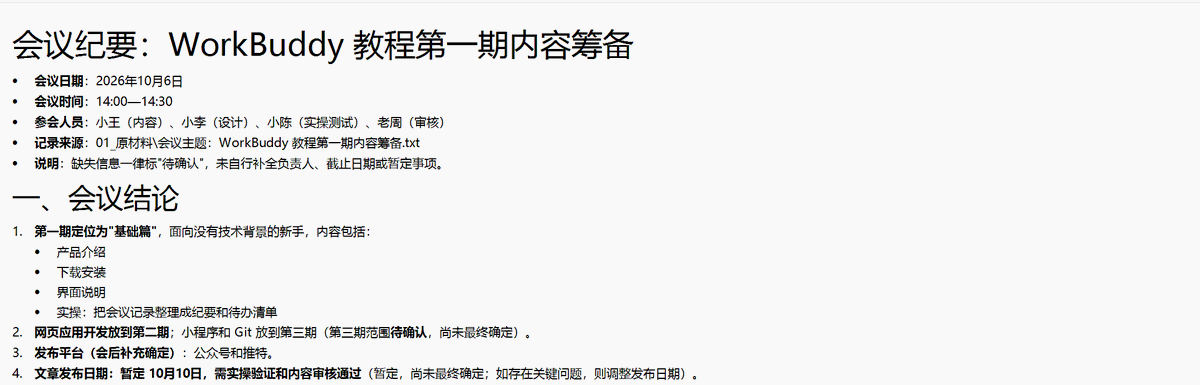 会议纪要：WorkBuddy 教程第一期内容筹备
• 会议日期：2026年10月6日
• 会议时间：14:00—14:30
• 参会人员：小王（内容）、小李（设计）、小陈（实操测试）、老周（审核）
• 记录来源：01_原材料\会议主题：WorkBuddy 教程第一期内容筹备.txt
• 说明：缺失信息一律标"待确认"，未自行补全负责人、截止日期或暂定事项。
一、会议结论
1. 第一期定位为"基础篇"，面向没有技术背景的新手，内容包括：
• 产品介绍
• 下载安装
• 界面说明
• 实操：把会议记录整理成纪要和待办清单
2. 网页应用开发放到第二期；小程序和 Git 放到第三期（第三期范围待确认，尚未最终确定）。
3. 发布平台（会后补充确定）：公众号和推特。
4. 文章发布日期：暂定 10月10日，需实操验证和内容审核通过（暂定，尚未最终确定；如存在关键问题，则调整发布日期）。